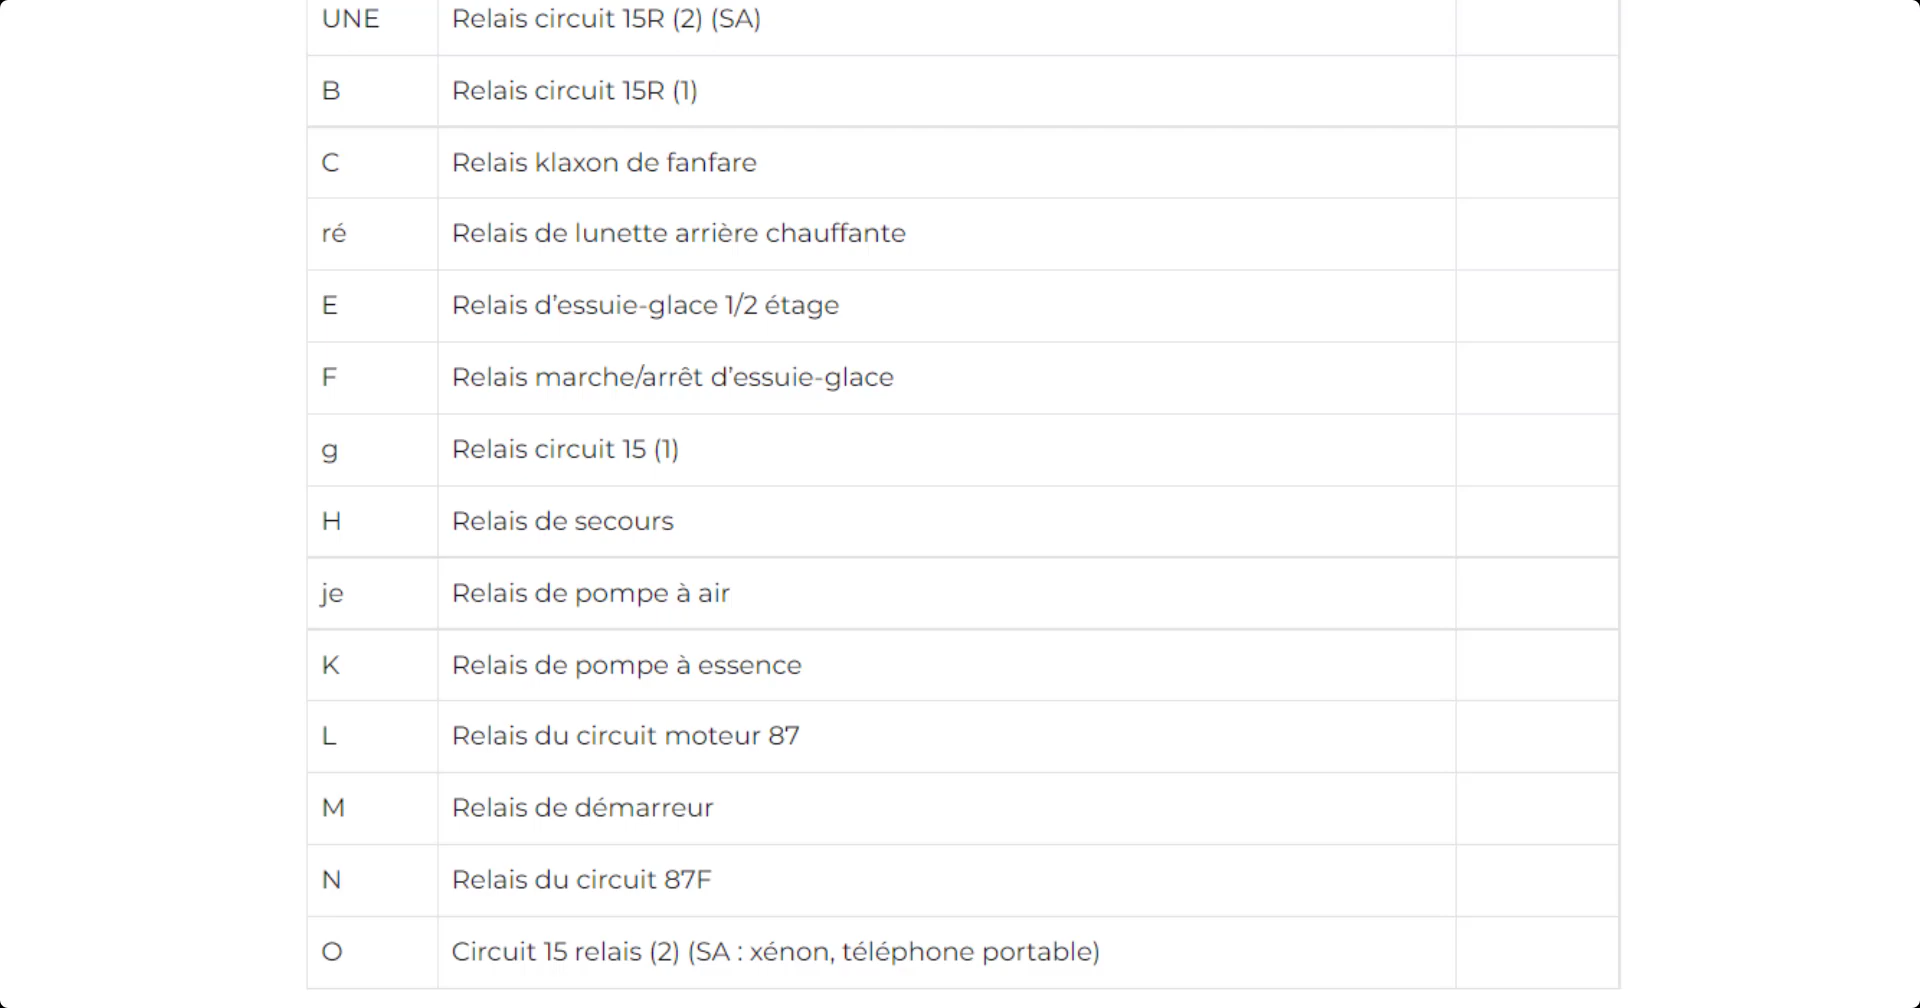 UNE Relais circuit 15R (2) (SA)
B Relais circuit 15R (1)
C Relais klaxon de fanfare
ré Relais de lunette arrière chauffante
E Relais d’essuie-glace 1/2 étage
F Relais marche/arrêt d’essuie-glace
g Relais circuit 15 (1)
H Relais de secours
je Relais de pompe à air
K Relais de pompe à essence
L Relais du circuit moteur 87
M Relais de démarreur
N Relais du circuit 87F
O Circuit 15 relais (2) (SA : xénon, téléphone portable)